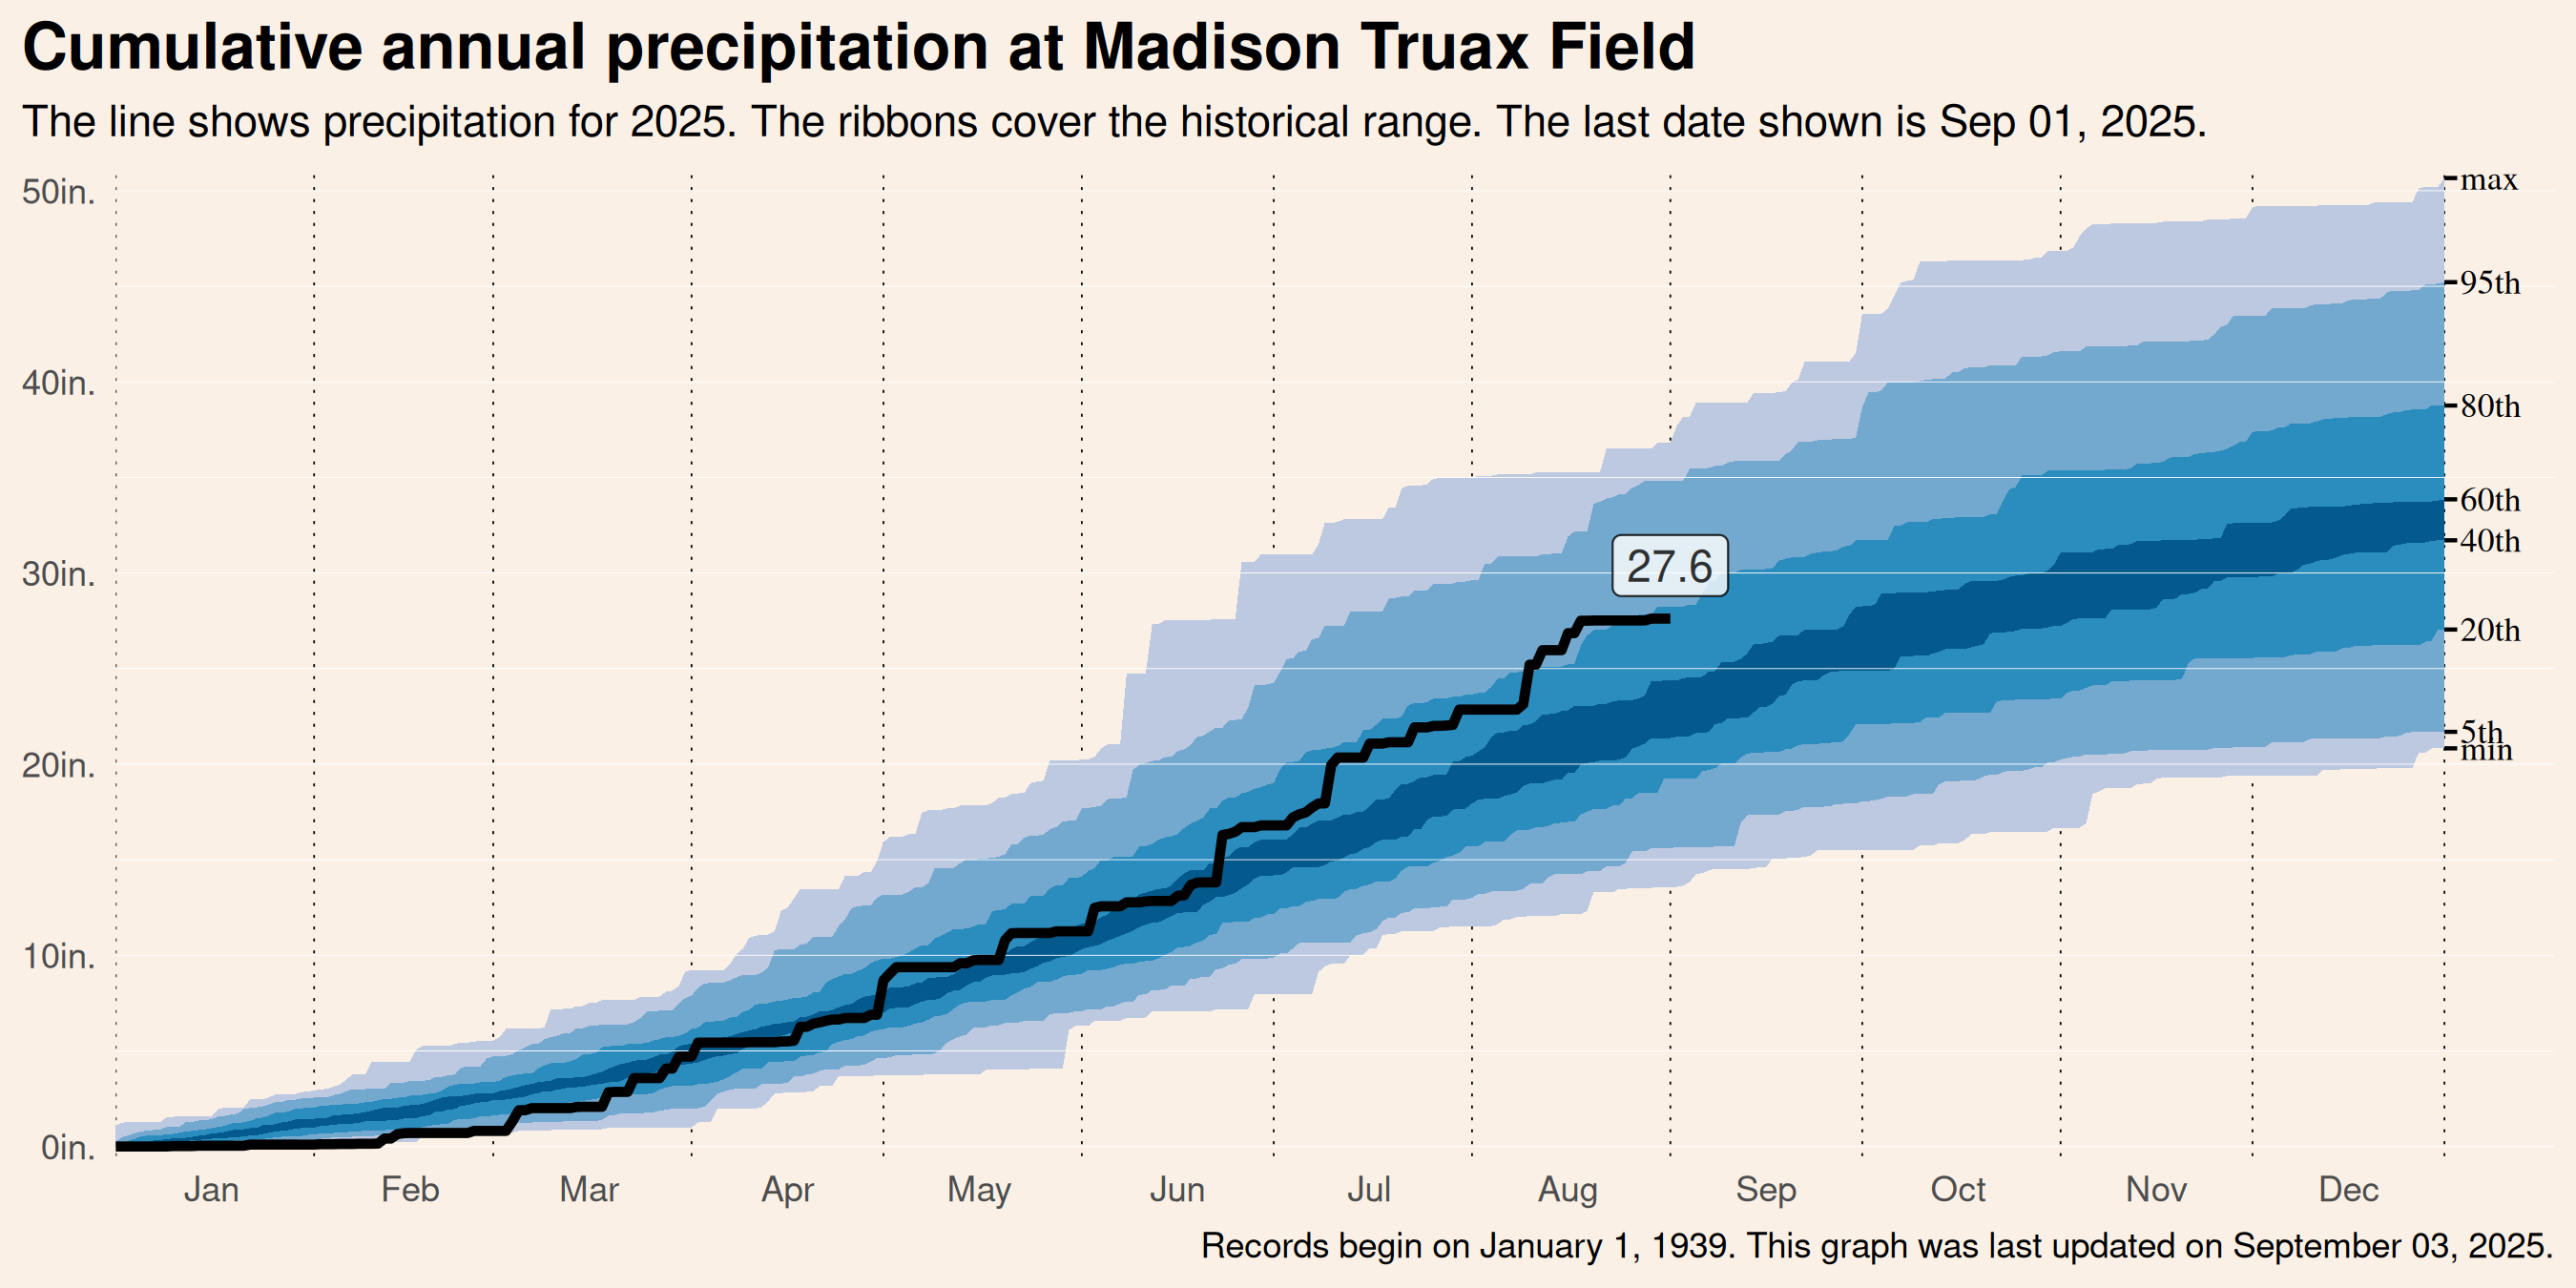 Cumulative annual precipitation at Madison Truax Field
The line shows precipitation for 2025. The ribbons cover the historical range. The last date shown is Sep 01, 2025.
50in.
40in.
30in.
20in.
10in.
0in.
max
95th
80th
60th
40th
20th
5th
min
27.6
Jan Feb Mar Apr May Jun Jul Aug Sep Oct Nov Dec
Records begin on January 1, 1939. This graph was last updated on September 03, 2025.